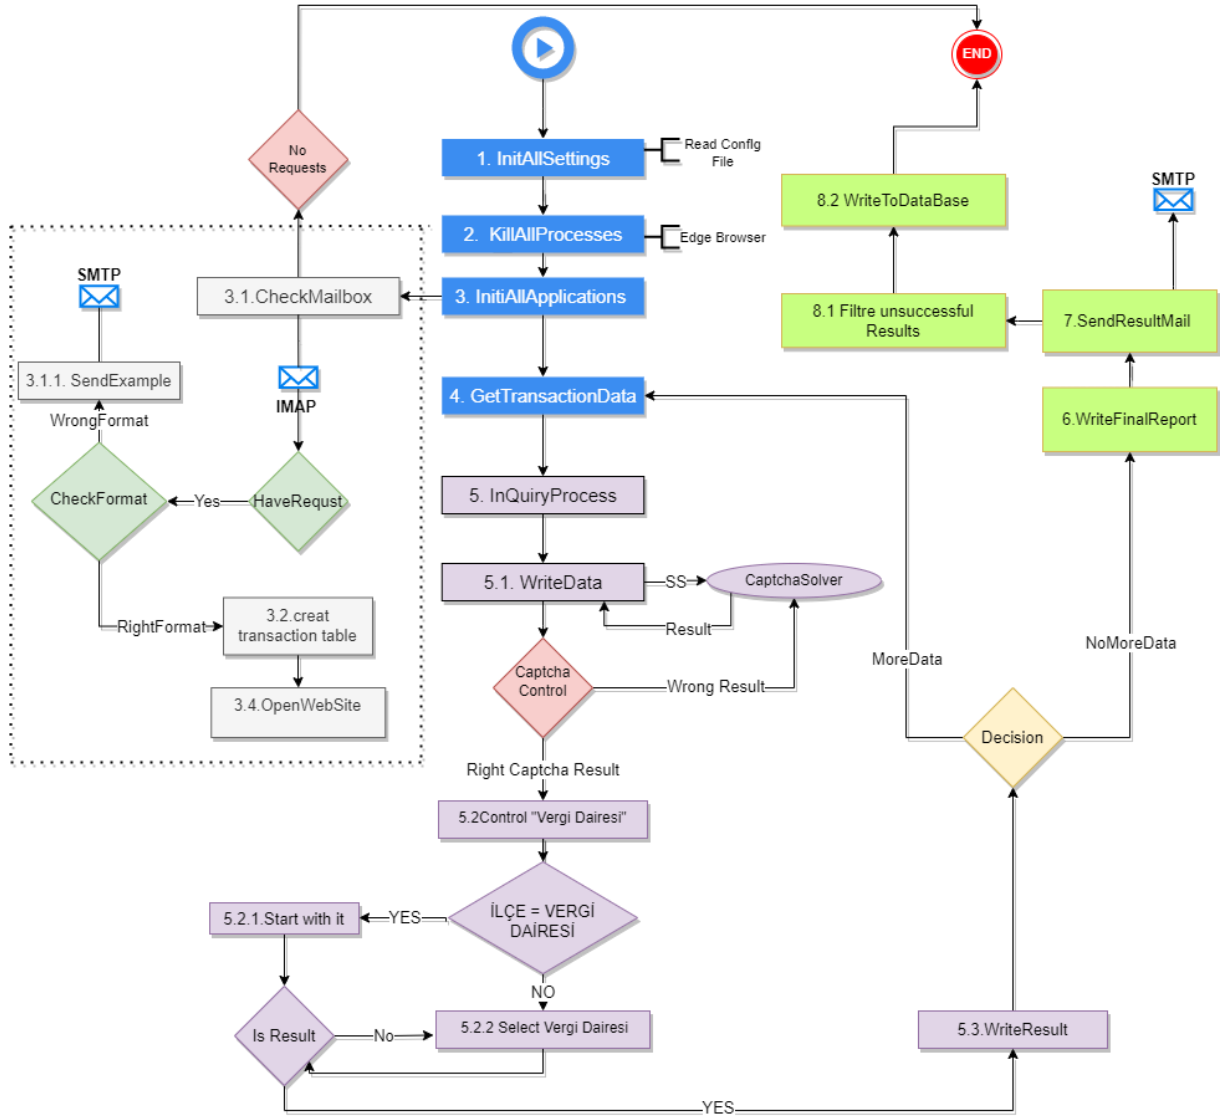 END
No
Requests
1. InitAllSettings
Read Config
File
SMTP
8.2 WriteToDataBase
2.  KillAllProcesses
Edge Browser
SMTP
3.1.CheckMailbox
3. InitiAllApplications
8.1 Filtre unsuccessful
Results
7.SendResultMail
3.1.1. SendExample
IMAP
4. GetTransactionData
WrongFormat
6.WriteFinalReport
CheckFormat
Yes
HaveRequst
5. InQuiryProcess
5.1. WriteData
SS
CaptchaSolver
3.2.creat
transaction table
RightFormat
Result
MoreData
NoMoreData
Captcha
Control
Wrong Result
3.4.OpenWebSite
Decision
Right Captcha Result
5.2Control "Vergi Dairesi"
5.2.1.Start with it
YES
İLÇE = VERGİ
DAİRESİ
NO
Is Result
No
5.2.2 Select Vergi Dairesi
5.3.WriteResult
YES